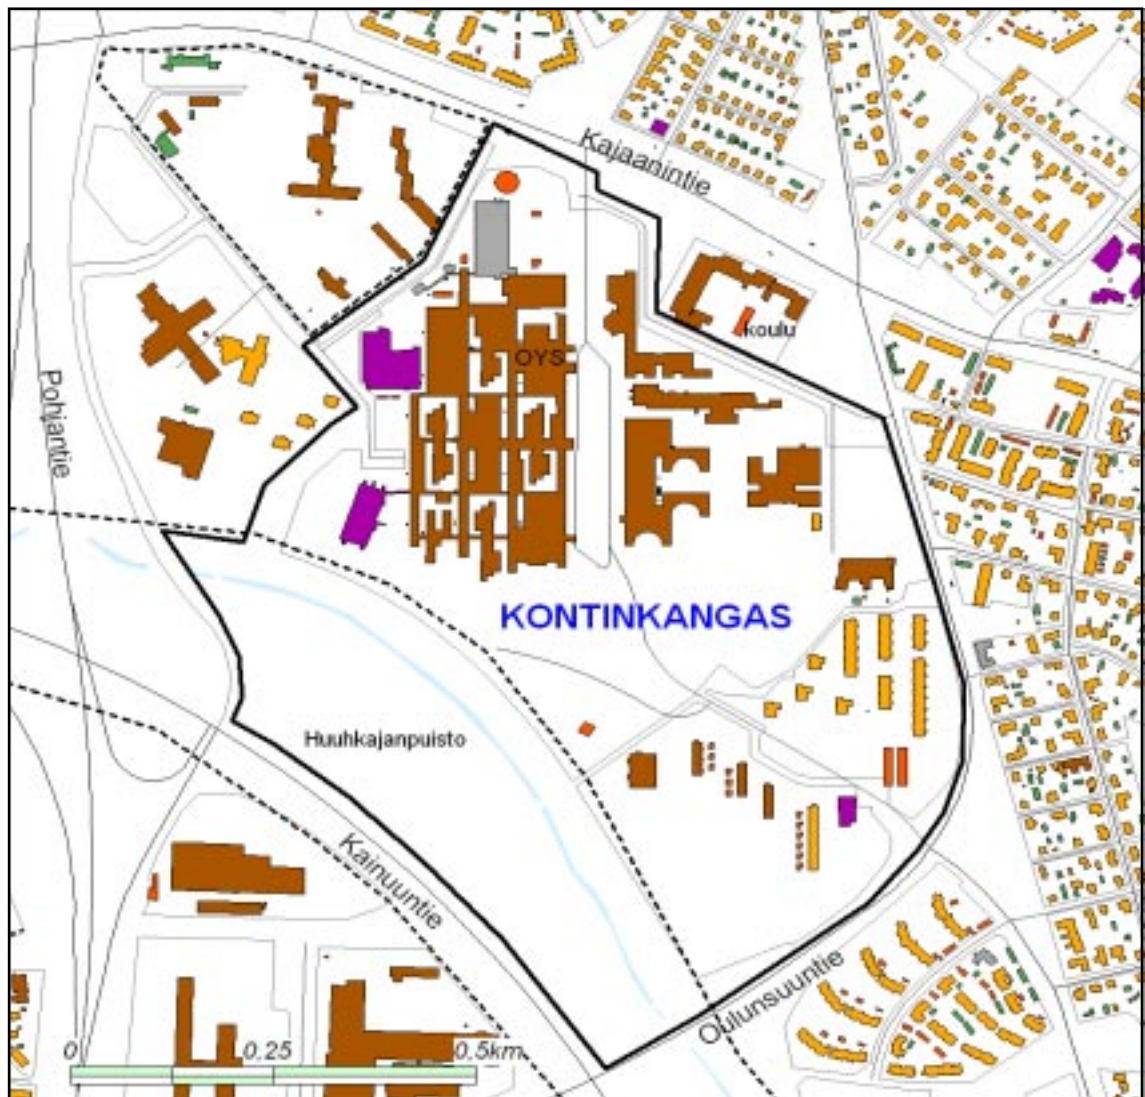 Kajaanintie
koulu
OYS
Pohjantie
KONTINKANGAS
Huuhkajanpuisto
Kainuuntie
Oulunsuuntie
0 0.25 0.5km